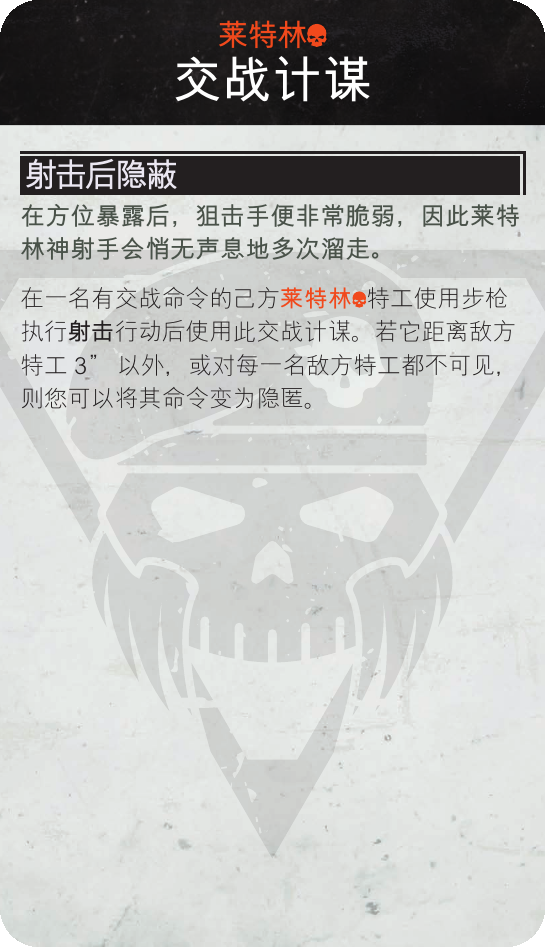 莱特林
交战计谋
射击后隐蔽
在方位暴露后，狙击手便非常脆弱，因此莱特
林神射手会悄无声息地多次溜走。
在一名有交战命令的己方莱特林特工使用步枪
执行射击行动后使用此交战计谋。若它距离敌方
特工 3” 以外，或对每一名敌方特工都不可见，
则您可以将其命令变为隐匿。